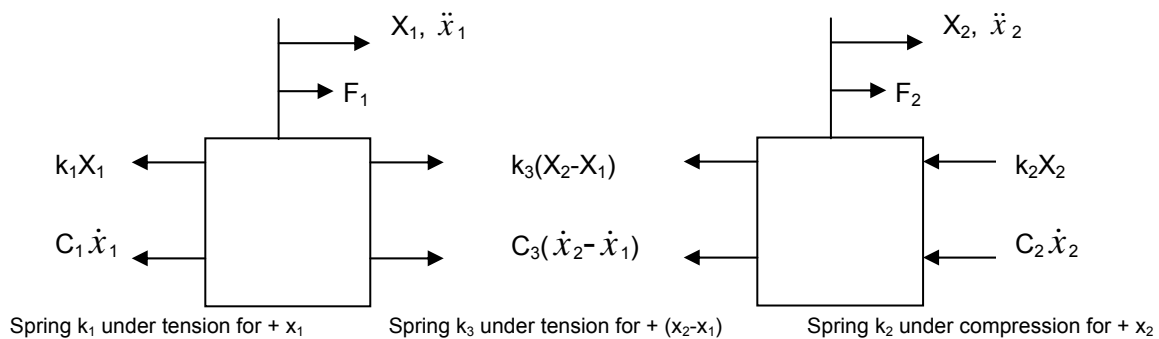 X₁, ẍ₁
X₂, ẍ₂
F₁
F₂
k₁X₁
k₃(X₂-X₁)
k₂X₂
C₁ẋ₁
C₃(ẋ₂-ẋ₁)
C₂ẋ₂
Spring k₁ under tension for + x₁
Spring k₃ under tension for + (x₂-x₁)
Spring k₂ under compression for + x₂